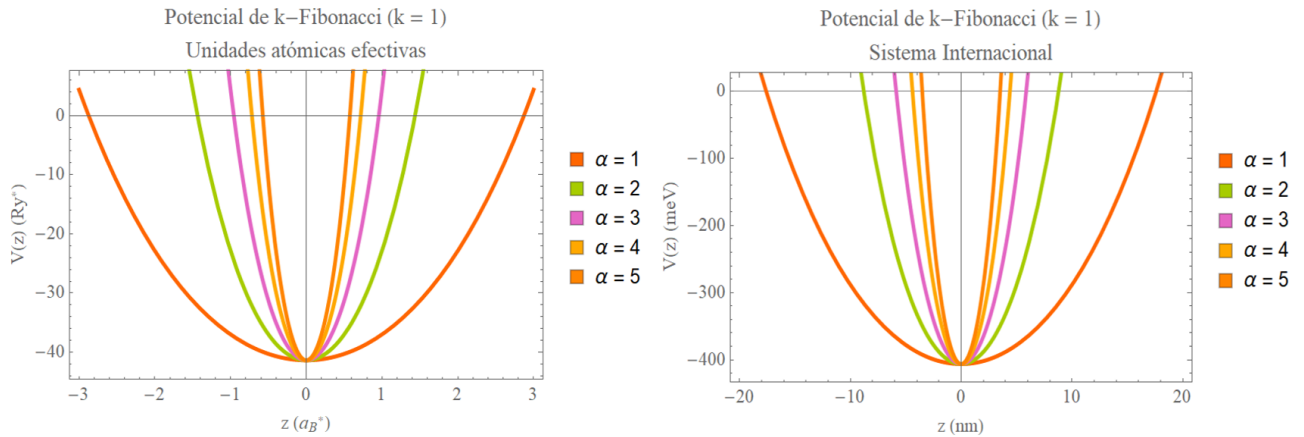 Potencial de k−Fibonacci (k = 1)
Unidades atómicas efectivas
V(z) (Ry*)
0
−10
−20
−30
−40
−3
−2
−1
0
1
2
3
z (a_B*)
α = 1
α = 2
α = 3
α = 4
α = 5
Potencial de k−Fibonacci (k = 1)
Sistema Internacional
V(z) (meV)
0
−100
−200
−300
−400
−20
−10
0
10
20
z (nm)
α = 1
α = 2
α = 3
α = 4
α = 5